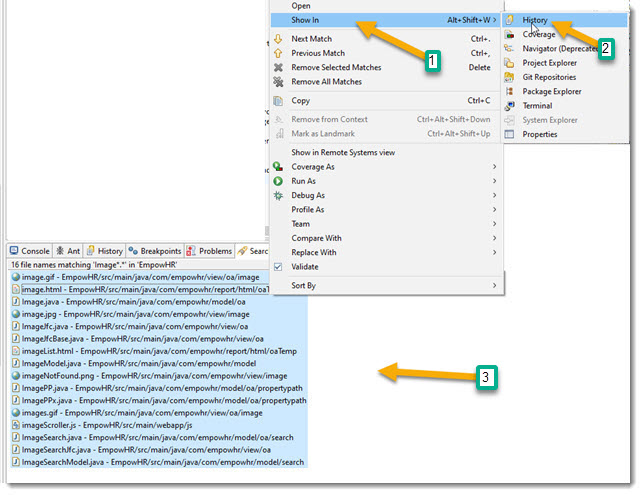 Open
Show In Alt+Shift+W >
1
Next Match Ctrl+.
Previous Match Ctrl+,
Remove Selected Matches Delete
Remove All Matches
Copy Ctrl+C
Remove from Context Ctrl+Alt+Shift+Down
Mark as Landmark Ctrl+Alt+Shift+Up
Show in Remote Systems view
Coverage As >
Run As >
Debug As >
Profile As >
Team >
Compare With >
Replace With >
Validate
Sort By >
History
2
Coverage
Navigator (Deprecated
Project Explorer
Git Repositories
Package Explorer
Terminal
System Explorer
Properties
Console Ant History Breakpoints Problems Searc
16 file names matching 'Image*.*' in 'EmpowHR'
image.gif - EmpowHR/src/main/java/com/empowhr/view/oa/image
image.html - EmpowHR/src/main/java/com/empowhr/report/html/oaT
Image.java - EmpowHR/src/main/java/com/empowhr/model/oa
image.jpg - EmpowHR/src/main/java/com/empowhr/view/image
ImageJfc.java - EmpowHR/src/main/java/com/empowhr/view/oa
ImageJfcBase.java - EmpowHR/src/main/java/com/empowhr/view/oa
imageList.html - EmpowHR/src/main/java/com/empowhr/report/html/oaTemp
ImageModel.java - EmpowHR/src/main/java/com/empowhr/model
imageNotFound.png - EmpowHR/src/main/java/com/empowhr/view/image
ImagePP.java - EmpowHR/src/main/java/com/empowhr/model/oa/propertypath
ImagePPx.java - EmpowHR/src/main/java/com/empowhr/model/oa/propertypath
images.gif - EmpowHR/src/main/java/com/empowhr/view/oa/image
imageScroller.js - EmpowHR/src/main/webapp/js
ImageSearch.java - EmpowHR/src/main/java/com/empowhr/model/oa/search
ImageSearchJfc.java - EmpowHR/src/main/java/com/empowhr/view/oa
ImageSearchModel.java - EmpowHR/src/main/java/com/empowhr/model/search
3